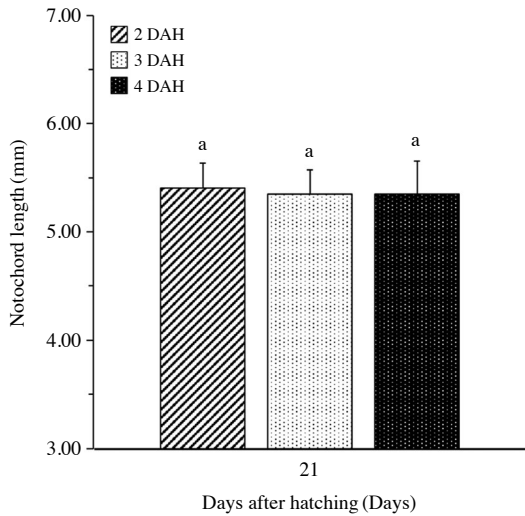 7.00
2 DAH
3 DAH
4 DAH
6.00
a
a
a
5.00
4.00
3.00
Notochord length (mm)
21
Days after hatching (Days)